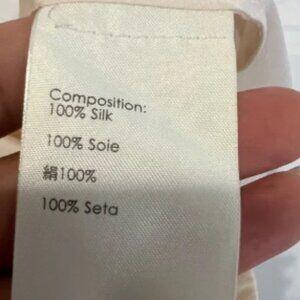 Composition:
100% Silk
100% Soie
絹100%
100% Seta